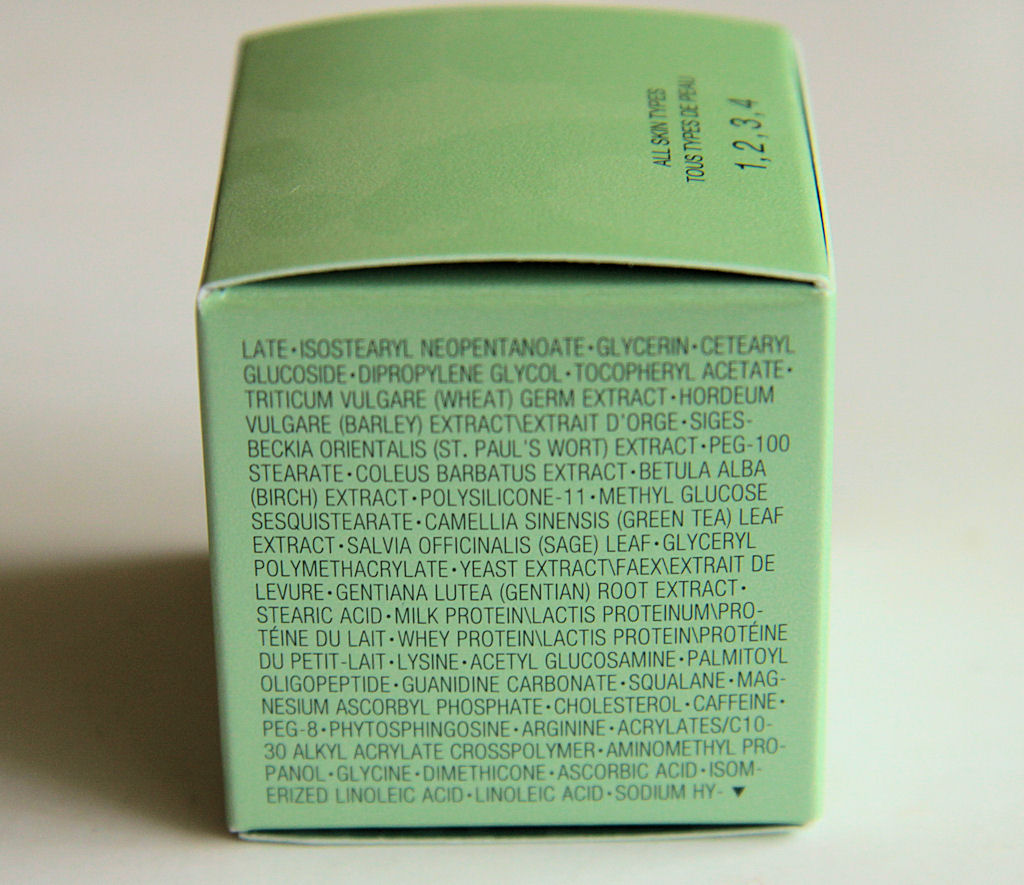 ALL SKIN TYPES
TOUS TYPES DE PEAU
1,2,3,4
LATE•ISOSTEARYL NEOPENTANOATE•GLYCERIN•CETEARYL
GLUCOSIDE•DIPROPYLENE GLYCOL•TOCOPHERYL ACETATE•
TRITICUM VULGARE (WHEAT) GERM EXTRACT•HORDEUM
VULGARE (BARLEY) EXTRACT\EXTRAIT D'ORGE•SIGES-
BECKIA ORIENTALIS (ST. PAUL'S WORT) EXTRACT•PEG-100
STEARATE•COLEUS BARBATUS EXTRACT•BETULA ALBA
(BIRCH) EXTRACT•POLYSILICONE-11•METHYL GLUCOSE
SESQUISTEARATE•CAMELLIA SINENSIS (GREEN TEA) LEAF
EXTRACT•SALVIA OFFICINALIS (SAGE) LEAF•GLYCERYL
POLYMETHACRYLATE•YEAST EXTRACT\FAEX\EXTRAIT DE
LEVURE•GENTIANA LUTEA (GENTIAN) ROOT EXTRACT•
STEARIC ACID•MILK PROTEIN\LACTIS PROTEINUM\PRO-
TÉINE DU LAIT•WHEY PROTEIN\LACTIS PROTEIN\PROTÉINE
DU PETIT-LAIT•LYSINE•ACETYL GLUCOSAMINE•PALMITOYL
OLIGOPEPTIDE•GUANIDINE CARBONATE•SQUALANE•MAG-
NESIUM ASCORBYL PHOSPHATE•CHOLESTEROL•CAFFEINE•
PEG-8•PHYTOSPHINGOSINE•ARGININE•ACRYLATES/C10-
30 ALKYL ACRYLATE CROSSPOLYMER•AMINOMETHYL PRO-
PANOL•GLYCINE•DIMETHICONE•ASCORBIC ACID•ISOM-
ERIZED LINOLEIC ACID•LINOLEIC ACID•SODIUM HY- ▼